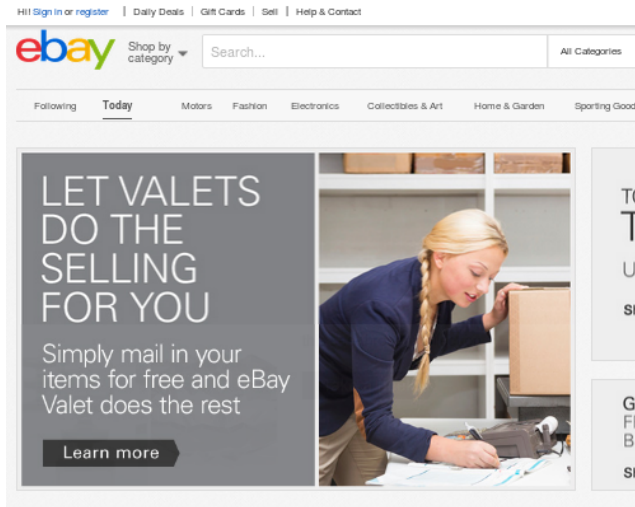 Hi! Sign in or register | Daily Deals | Gift Cards | Sell | Help & Contact
ebay
Shop by
category
Search...
All Categories
Following Today Motors Fashion Electronics Collectibles & Art Home & Garden Sporting Good
LET VALETS
DO THE
SELLING
FOR YOU
Simply mail in your
items for free and eBay
Valet does the rest
Learn more